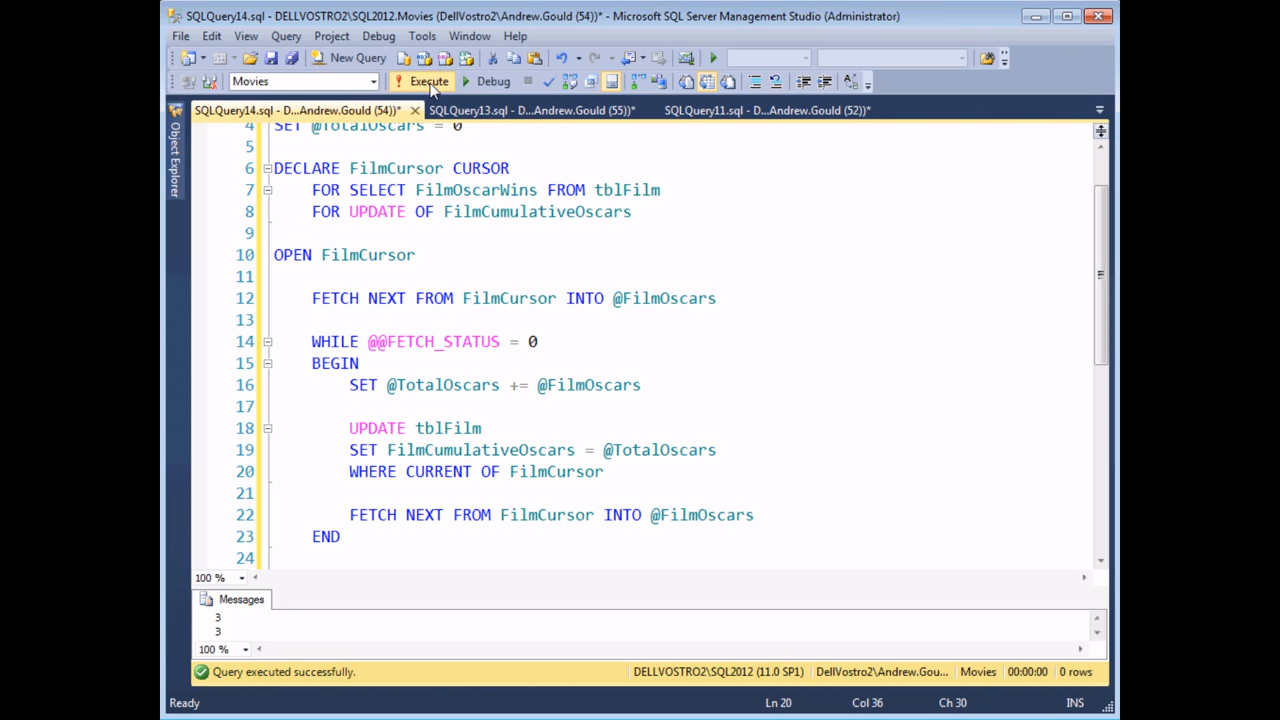 SQLQuery14.sql - DELLVOSTRO2\SQL2012.Movies (DellVostro2\Andrew.Gould (54))* - Microsoft SQL Server Management Studio (Administrator)
File Edit View Query Project Debug Tools Window Help
New Query
Movies Execute Debug
SQLQuery14.sql - D...Andrew.Gould (54))* SQLQuery13.sql - D...Andrew.Gould (55))* SQLQuery11.sql - D...Andrew.Gould (52))*
Object Explorer
4 SET @TotalOscars = 0
5
6 DECLARE FilmCursor CURSOR
7 FOR SELECT FilmOscarWins FROM tblFilm
8 FOR UPDATE OF FilmCumulativeOscars
9
10 OPEN FilmCursor
11
12 FETCH NEXT FROM FilmCursor INTO @FilmOscars
13
14 WHILE @@FETCH_STATUS = 0
15 BEGIN
16 SET @TotalOscars += @FilmOscars
17
18 UPDATE tblFilm
19 SET FilmCumulativeOscars = @TotalOscars
20 WHERE CURRENT OF FilmCursor
21
22 FETCH NEXT FROM FilmCursor INTO @FilmOscars
23 END
24
100 %
Messages
3
3
100 %
Query executed successfully. DELLVOSTRO2\SQL2012 (11.0 SP1) DellVostro2\Andrew.Gou... Movies 00:00:00 0 rows
Ready Ln 20 Col 36 Ch 30 INS